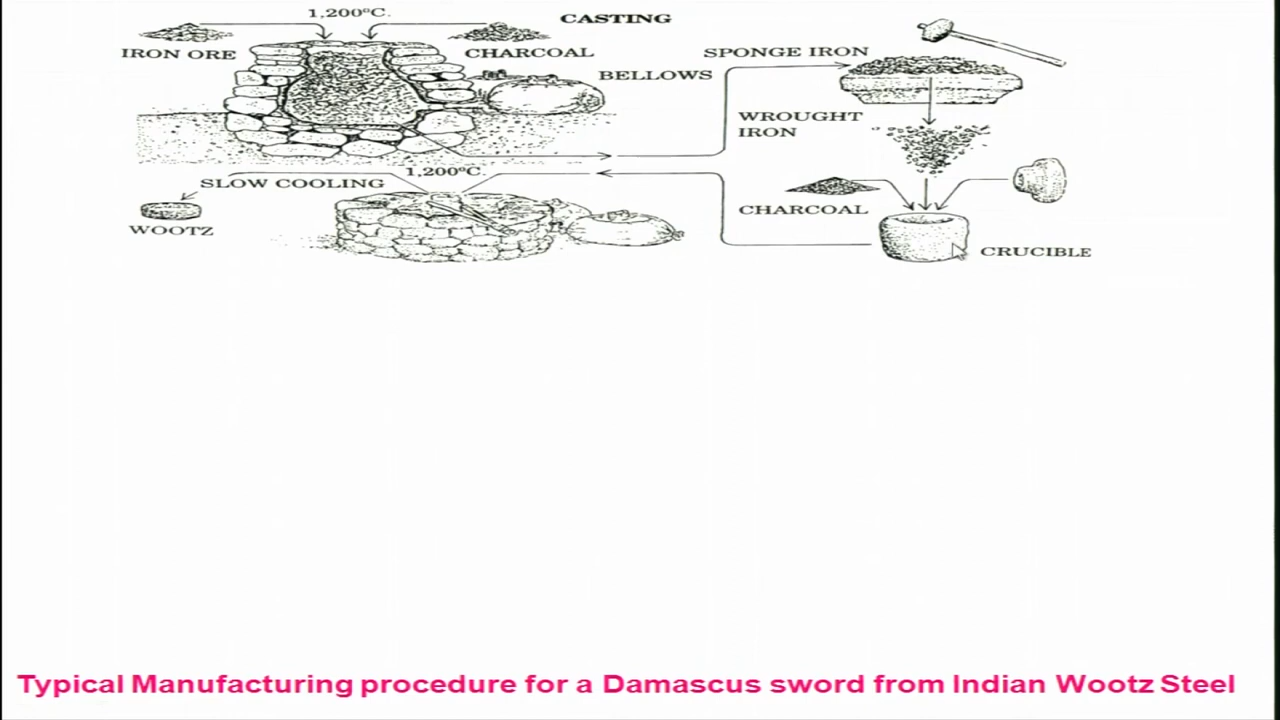 1,200°C.
CASTING
IRON ORE
CHARCOAL
SPONGE IRON
BELLOWS
WROUGHT
IRON
1,200°C.
SLOW COOLING
CHARCOAL
WOOTZ
CRUCIBLE
Typical Manufacturing procedure for a Damascus sword from Indian Wootz Steel